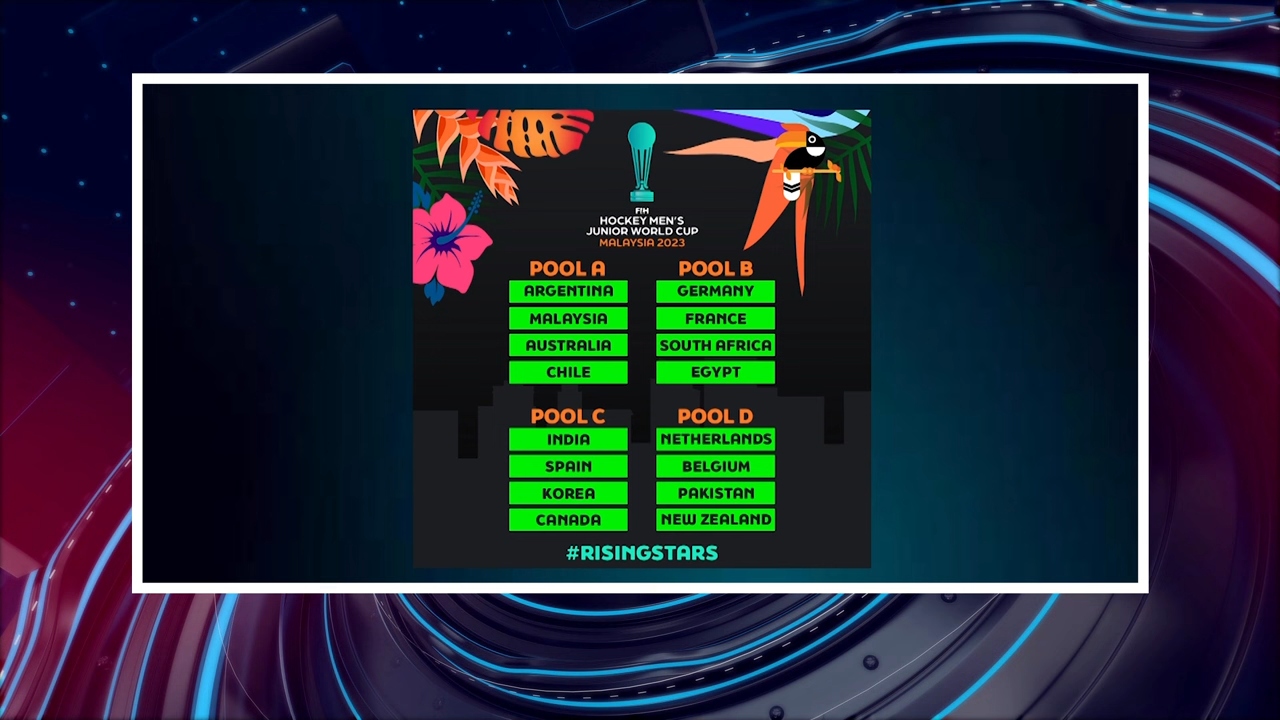 FIH
HOCKEY MEN'S
JUNIOR WORLD CUP
MALAYSIA 2023
POOL A
ARGENTINA
MALAYSIA
AUSTRALIA
CHILE
POOL B
GERMANY
FRANCE
SOUTH AFRICA
EGYPT
POOL C
INDIA
SPAIN
KOREA
CANADA
POOL D
NETHERLANDS
BELGIUM
PAKISTAN
NEW ZEALAND
#RISINGSTARS